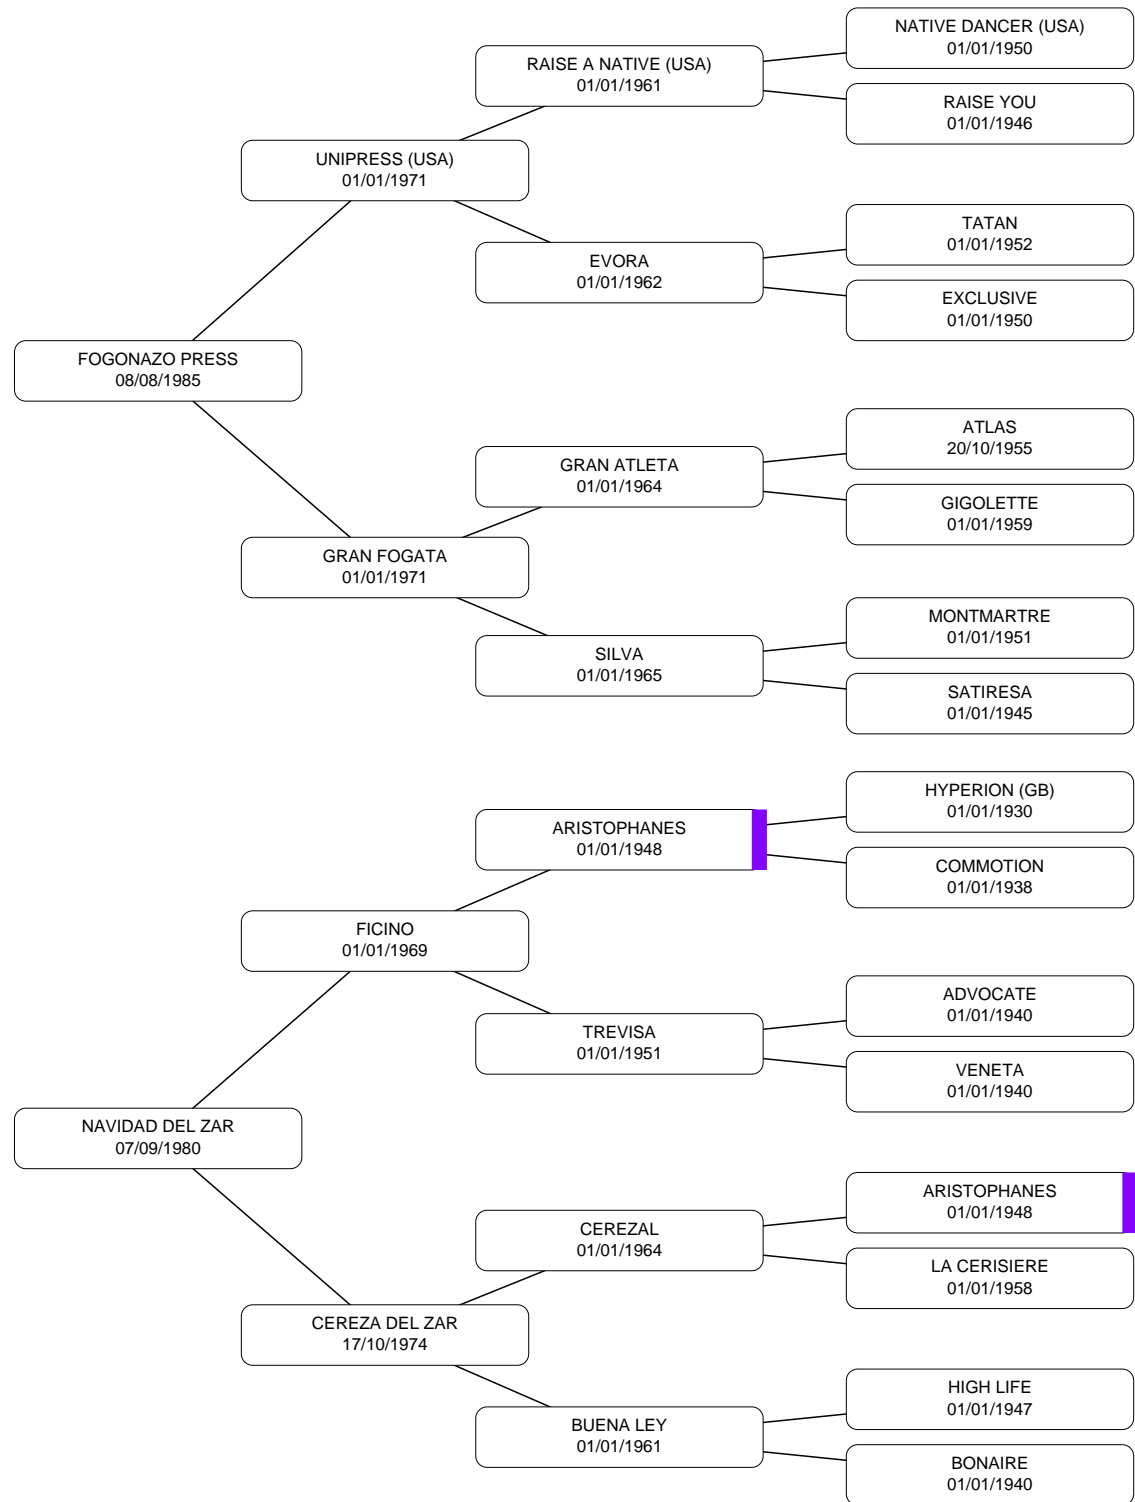 NATIVE DANCER (USA)
01/01/1950
RAISE A NATIVE (USA)
01/01/1961
RAISE YOU
01/01/1946
UNIPRESS (USA)
01/01/1971
TATAN
01/01/1952
EVORA
01/01/1962
EXCLUSIVE
01/01/1950
FOGONAZO PRESS
08/08/1985
ATLAS
20/10/1955
GRAN ATLETA
01/01/1964
GIGOLETTE
01/01/1959
GRAN FOGATA
01/01/1971
MONTMARTRE
01/01/1951
SILVA
01/01/1965
SATIRESA
01/01/1945
HYPERION (GB)
01/01/1930
ARISTOPHANES
01/01/1948
COMMOTION
01/01/1938
FICINO
01/01/1969
ADVOCATE
01/01/1940
TREVISA
01/01/1951
VENETA
01/01/1940
NAVIDAD DEL ZAR
07/09/1980
ARISTOPHANES
01/01/1948
CEREZAL
01/01/1964
LA CERISIERE
01/01/1958
CEREZA DEL ZAR
17/10/1974
HIGH LIFE
01/01/1947
BUENA LEY
01/01/1961
BONAIRE
01/01/1940